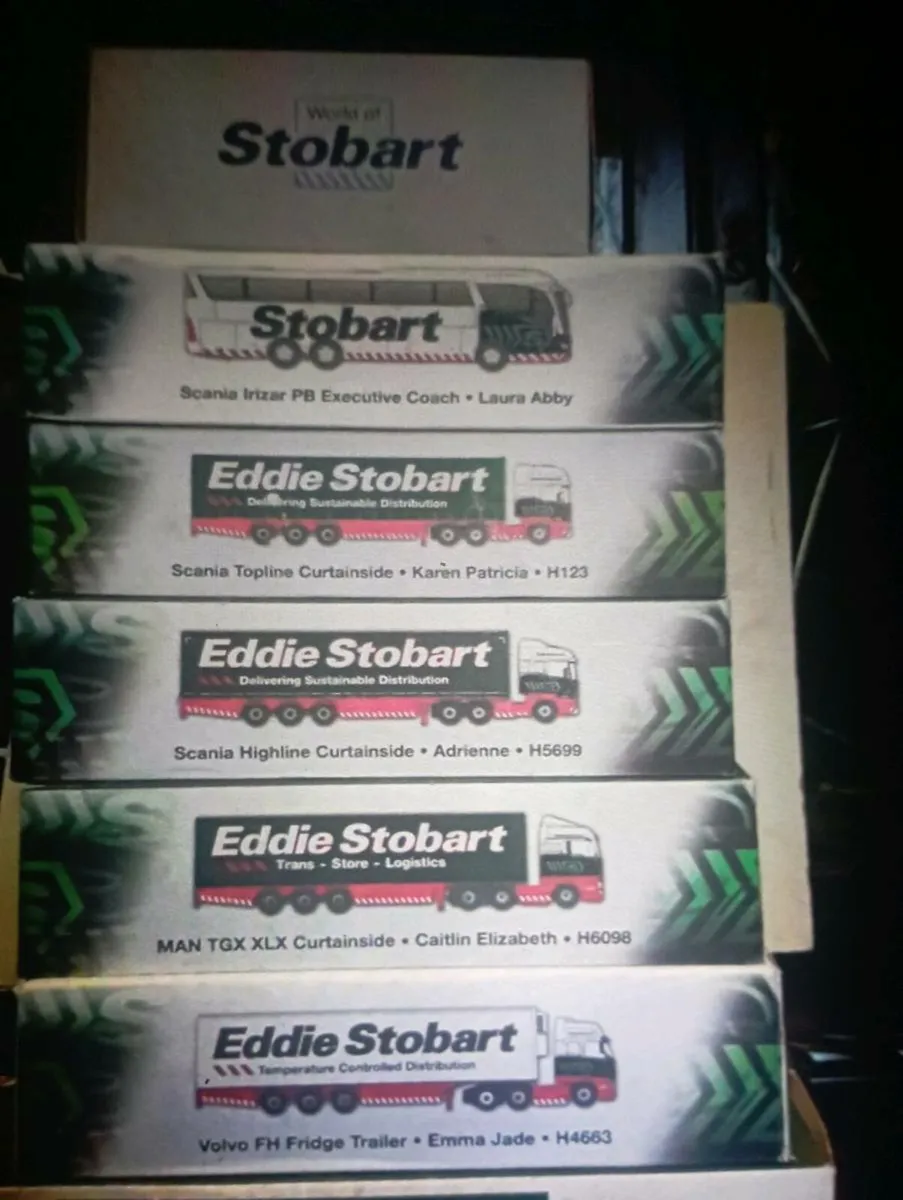 World of
Stobart
Stobart
Scania Irizar PB Executive Coach • Laura Abby
Eddie Stobart
Delivering Sustainable Distribution
Scania Topline Curtainside • Karen Patricia • H123
Eddie Stobart
Delivering Sustainable Distribution
Scania Highline Curtainside • Adrienne • H5699
Eddie Stobart
Trans - Store - Logistics
MAN TGX XLX Curtainside • Caitlin Elizabeth • H6098
Eddie Stobart
Temperature Controlled Distribution
Volvo FH Fridge Trailer • Emma Jade • H4663